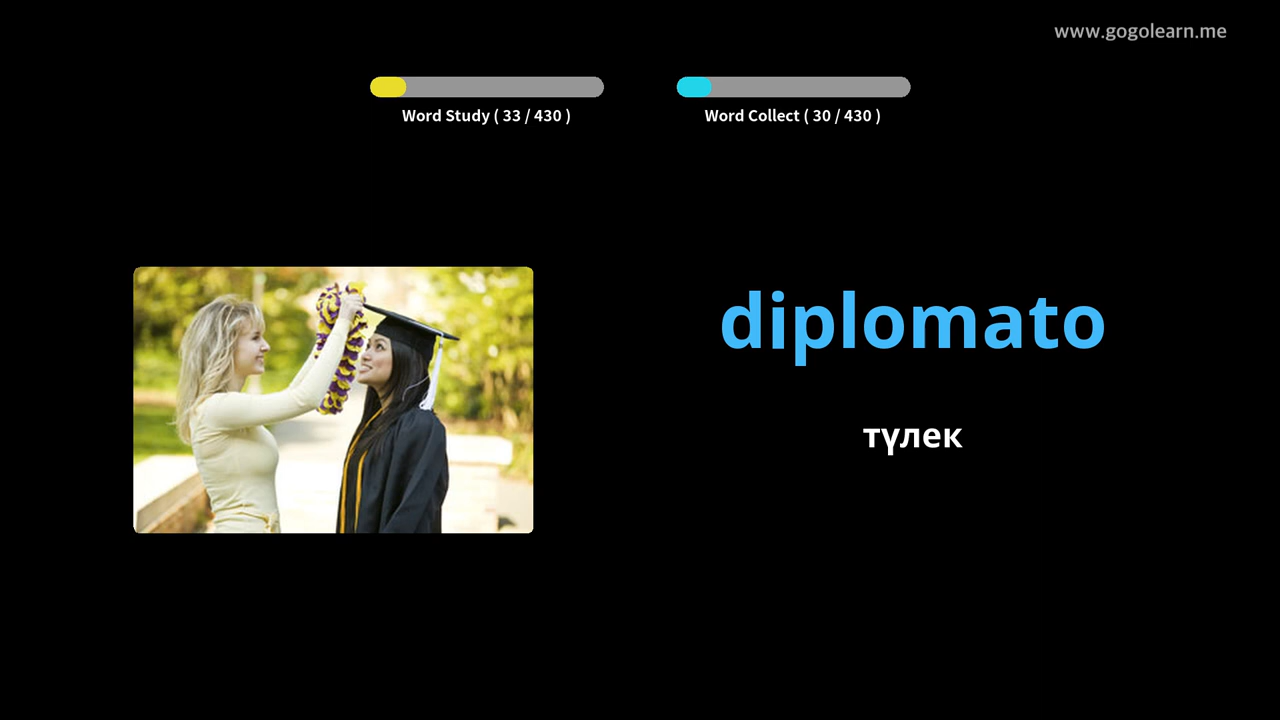 www.gogolearn.me
Word Study ( 33 / 430 )
Word Collect ( 30 / 430 )
diplomato
түлек